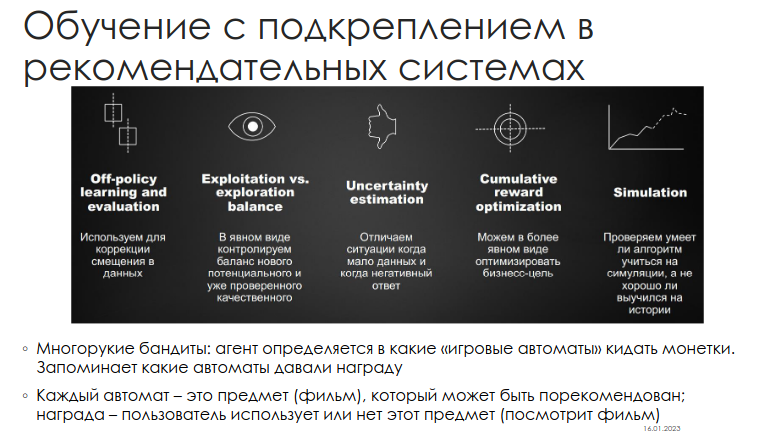 Обучение с подкреплением в
рекомендательных системах
Off-policy
learning and
evaluation
Используем для
коррекции
смещения в
данных
Exploitation vs.
exploration
balance
В явном виде
контролируем
баланс нового
потенциального и
уже проверенного
качественного
Uncertainty
estimation
Отличаем
ситуации когда
мало данных и
когда негативный
ответ
Cumulative
reward
optimization
Можем в более
явном виде
оптимизировать
бизнесс-цель
Simulation
Проверяем умеет
ли алгоритм
учиться на
симуляции, а не
хорошо ли
выучился на
истории
◦ Многорукие бандиты: агент определяется в какие «игровые автоматы» кидать монетки.
Запоминает какие автоматы давали награду
◦ Каждый автомат – это предмет (фильм), который может быть порекомендован;
награда – пользователь использует или нет этот предмет (посмотрит фильм)
16.01.2023